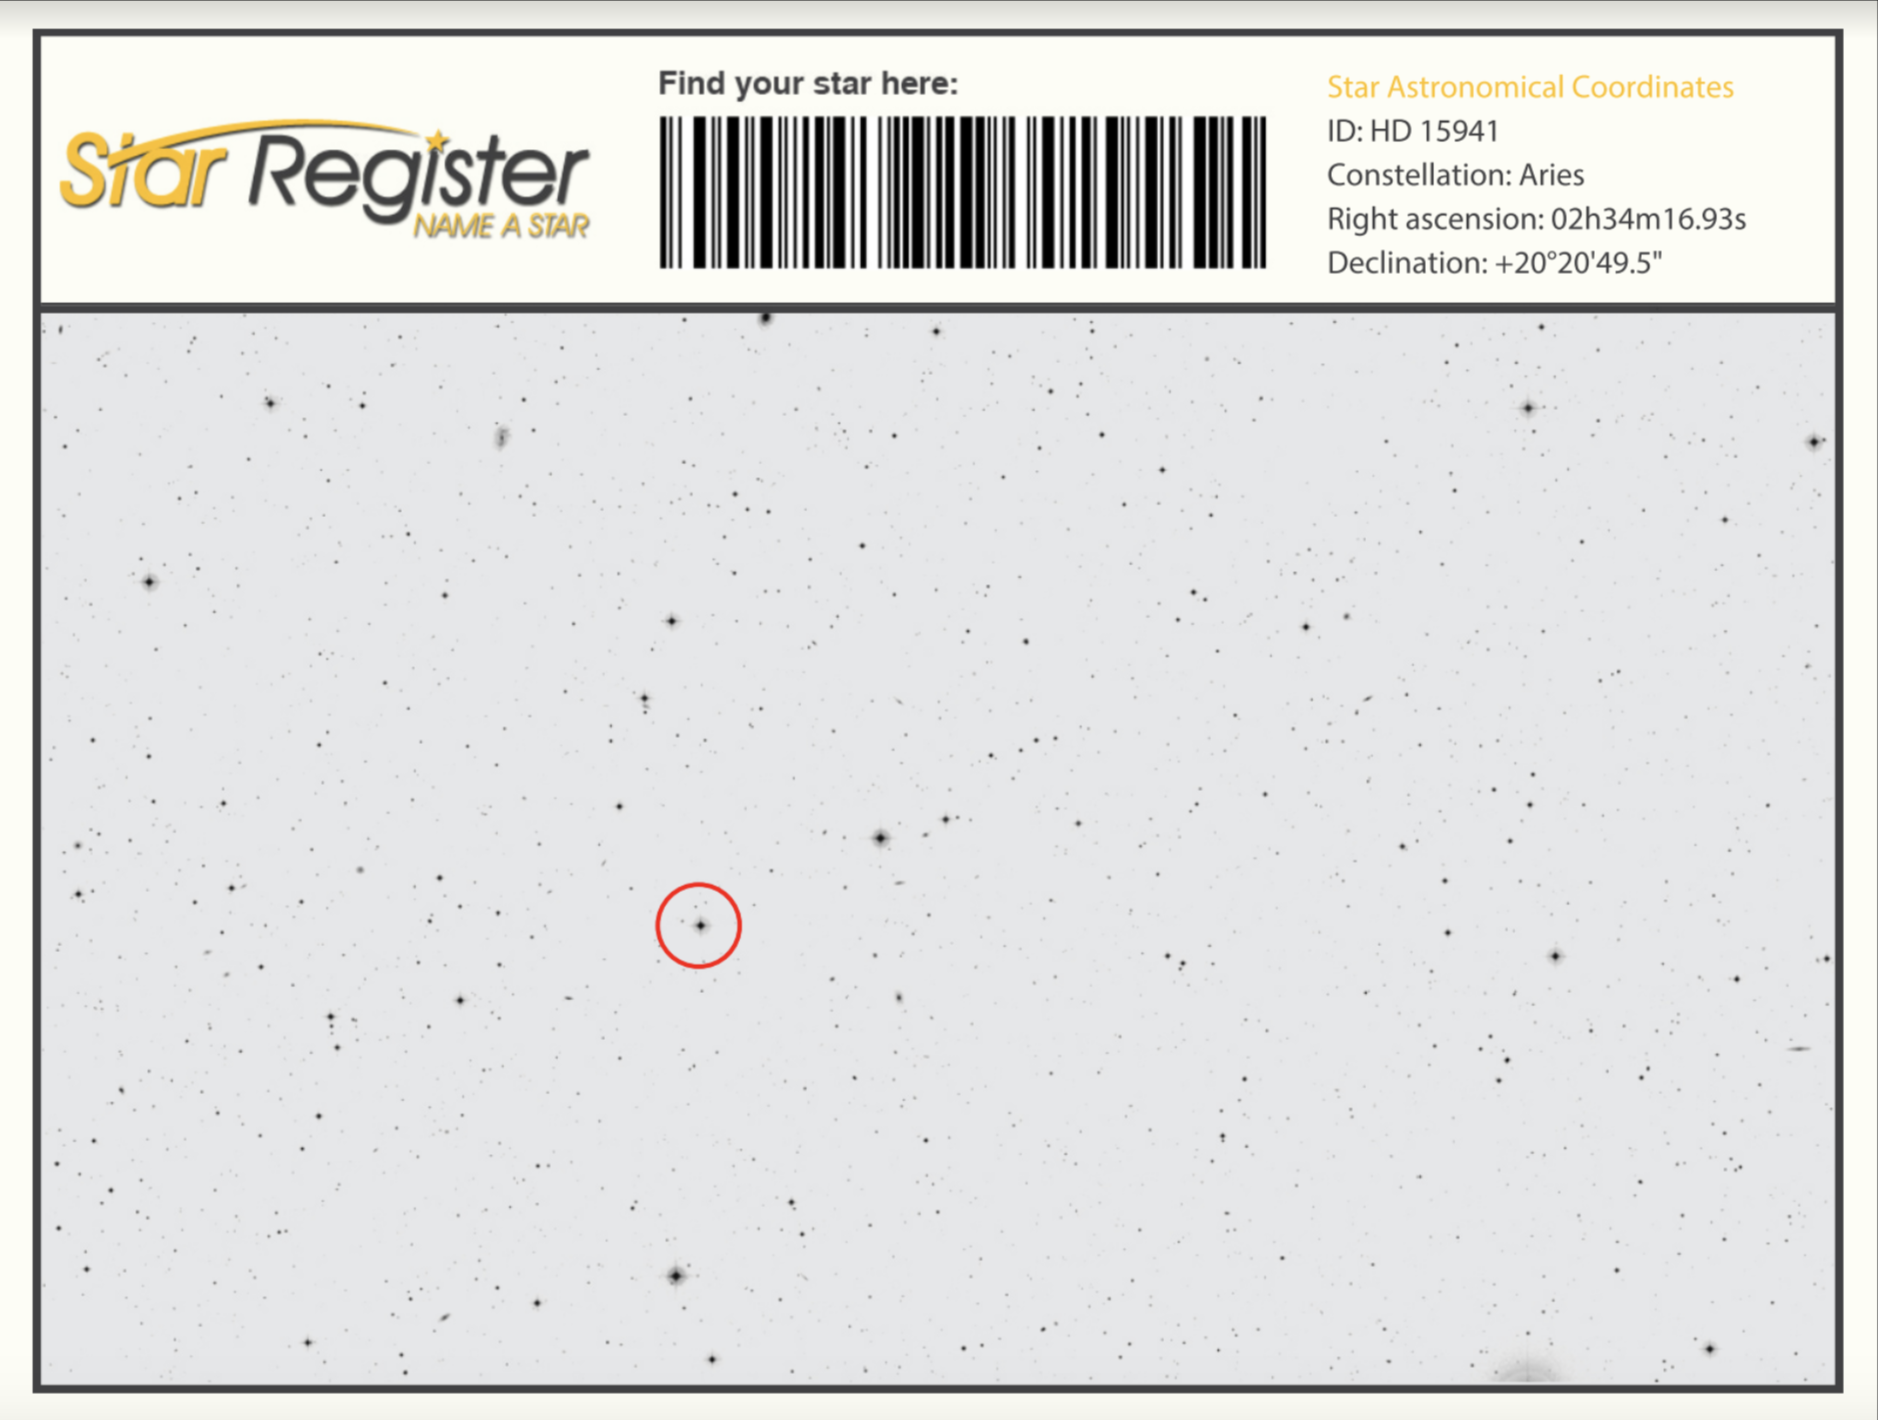 Star Register
NAME A STAR
Find your star here:
Star Astronomical Coordinates
ID: HD 15941
Constellation: Aries
Right ascension: 02h34m16.93s
Declination: +20°20'49.5"